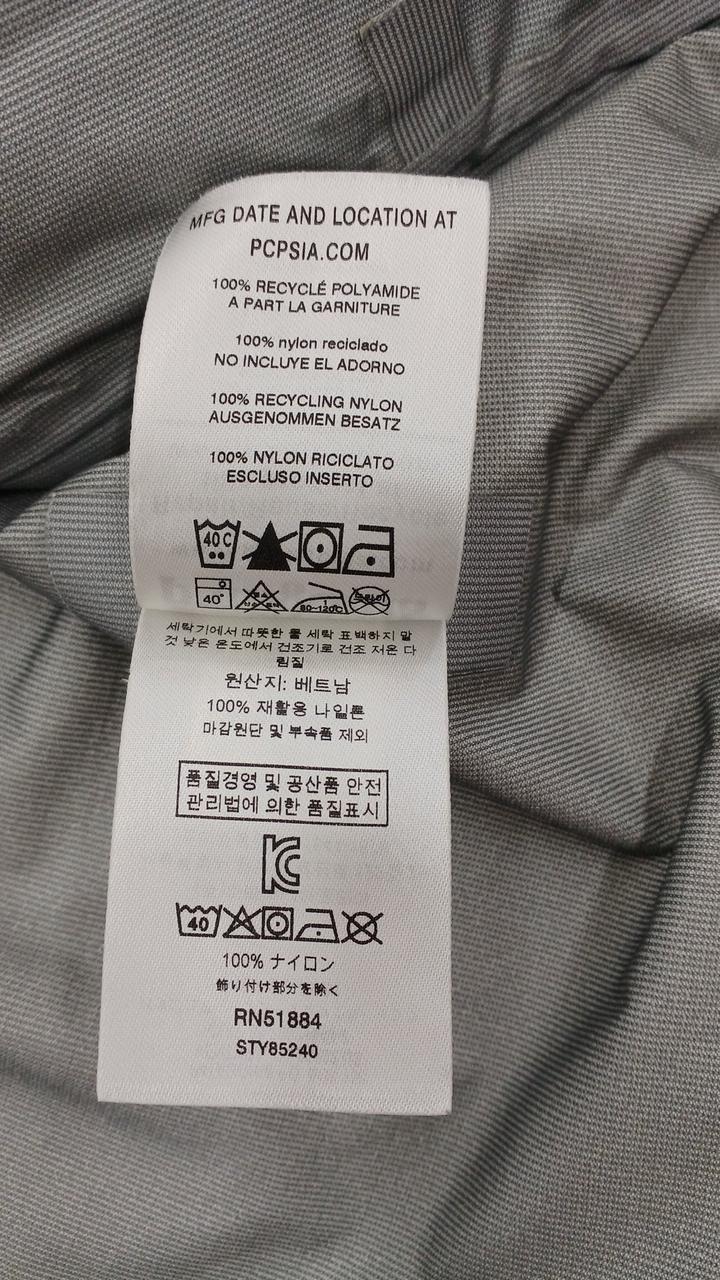 MFG DATE AND LOCATION AT
PCPSIA.COM
100% RECYCLÉ POLYAMIDE
A PART LA GARNITURE
100% nylon reciclado
NO INCLUYE EL ADORNO
100% RECYCLING NYLON
AUSGENOMMEN BESATZ
100% NYLON RICICLATO
ESCLUSO INSERTO
40 C
40°
80~120℃
세탁기에서 따뜻한 물 세탁 표백하지 말
것 낮은 온도에서 건조기로 건조 저온 다
림질
원산지: 베트남
100% 재활용 나일론
마감원단 및 부속품 제외
품질경영 및 공산품 안전
관리법에 의한 품질표시
40
100% ナイロン
飾り付け部分を除く
RN51884
STY85240